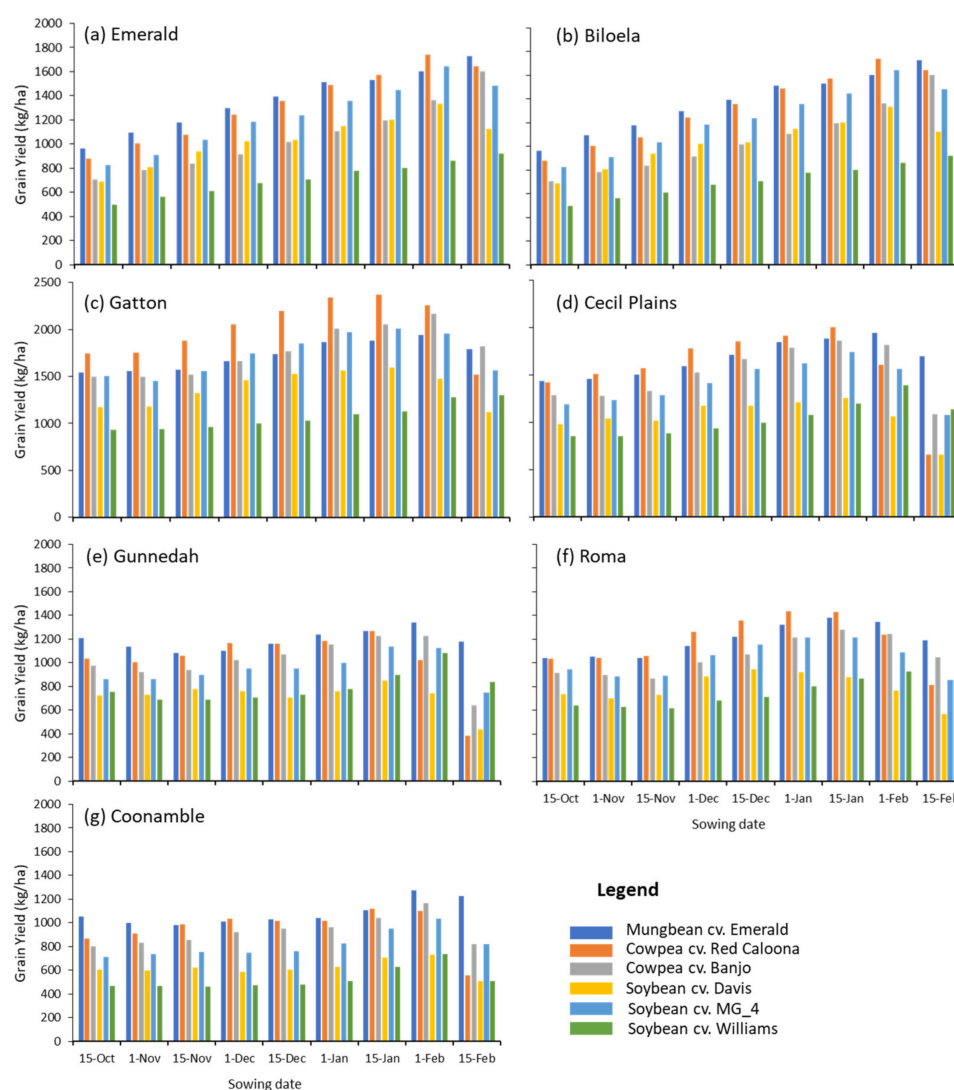 (a) Emerald
(b) Biloela
Grain Yield (kg/ha)
2000
1800
1600
1400
1200
1000
800
600
400
200
0
(c) Gatton
(d) Cecil Plains
Grain Yield (kg/ha)
2500
2000
1500
1000
500
0
(e) Gunnedah
(f) Roma
Grain Yield (kg/ha)
2000
1800
1600
1400
1200
1000
800
600
400
200
0
15-Oct 1-Nov 15-Nov 1-Dec 15-Dec 1-Jan 15-Jan 1-Feb 15-Feb
Sowing date
(g) Coonamble
Grain Yield (kg/ha)
2000
1800
1600
1400
1200
1000
800
600
400
200
0
15-Oct 1-Nov 15-Nov 1-Dec 15-Dec 1-Jan 15-Jan 1-Feb 15-Feb
Sowing date
Legend
Mungbean cv. Emerald
Cowpea cv. Red Caloona
Cowpea cv. Banjo
Soybean cv. Davis
Soybean cv. MG_4
Soybean cv. Williams